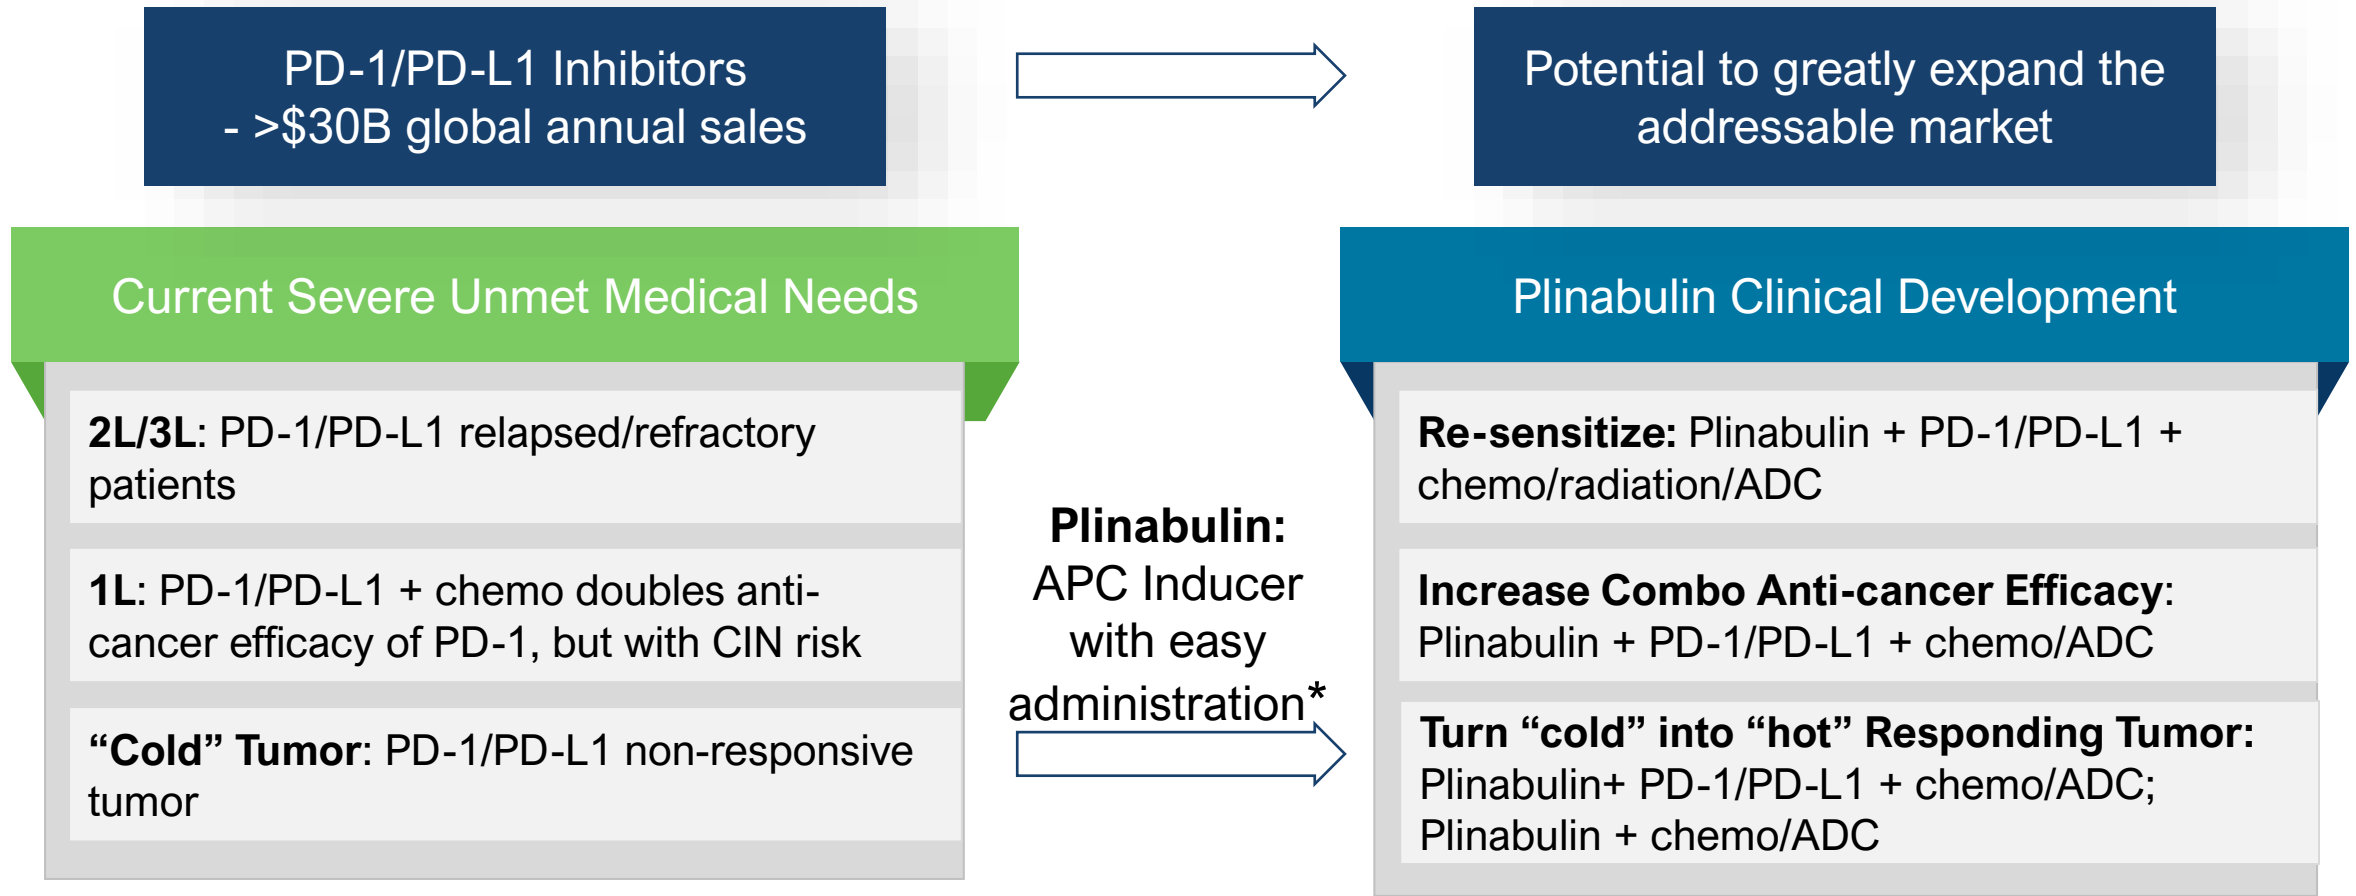 PD-1/PD-L1 Inhibitors
- >$30B global annual sales
Potential to greatly expand the
addressable market
Current Severe Unmet Medical Needs
2L/3L: PD-1/PD-L1 relapsed/refractory
patients
1L: PD-1/PD-L1 + chemo doubles anti-
cancer efficacy of PD-1, but with CIN risk
“Cold” Tumor: PD-1/PD-L1 non-responsive
tumor
Plinabulin:
APC Inducer
with easy
administration*
Plinabulin Clinical Development
Re-sensitize: Plinabulin + PD-1/PD-L1 +
chemo/radiation/ADC
Increase Combo Anti-cancer Efficacy:
Plinabulin + PD-1/PD-L1 + chemo/ADC
Turn “cold” into “hot” Responding Tumor:
Plinabulin+ PD-1/PD-L1 + chemo/ADC;
Plinabulin + chemo/ADC